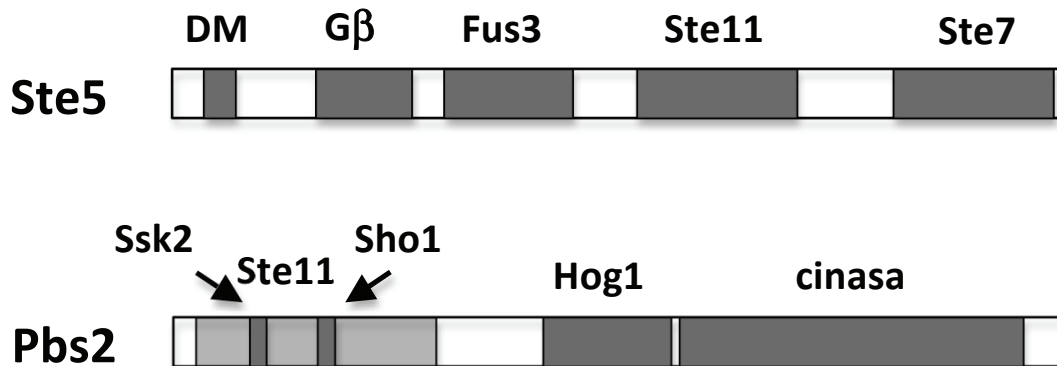 DM Gβ Fus3 Ste11 Ste7
Ste5
Ssk2 Ste11 Sho1 Hog1 cinasa
Pbs2